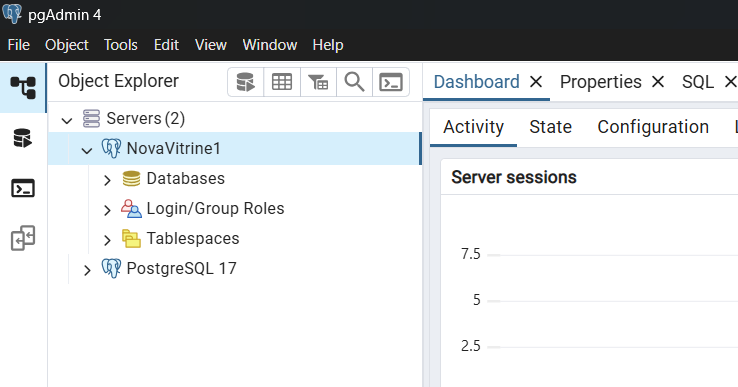 pgAdmin 4
File Object Tools Edit View Window Help
Object Explorer
Dashboard Properties SQL
Servers (2)
NovaVitrine1
Databases
Login/Group Roles
Tablespaces
PostgreSQL 17
Activity State Configuration
Server sessions
7.5
5
2.5